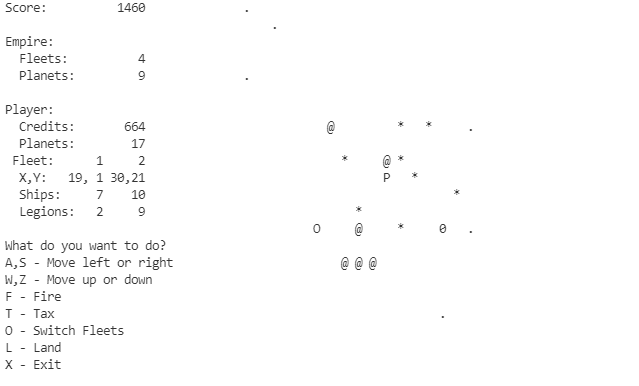 Score:          1460              .
                                      .
Empire:
  Fleets:          4
  Planets:         9              .

Player:
  Credits:       664                          @         *   *     .
  Planets:        17
 Fleet:      1     2                            *     @ *
  X,Y:   19, 1 30,21                                  P   *
  Ships:     7    10                                            *
  Legions:   2     9                              *
                                            O     @     *     0   .
What do you want to do?
A,S - Move left or right                        @ @ @
W,Z - Move up or down
F - Fire
T - Tax                                                       .
O - Switch Fleets
L - Land
X - Exit